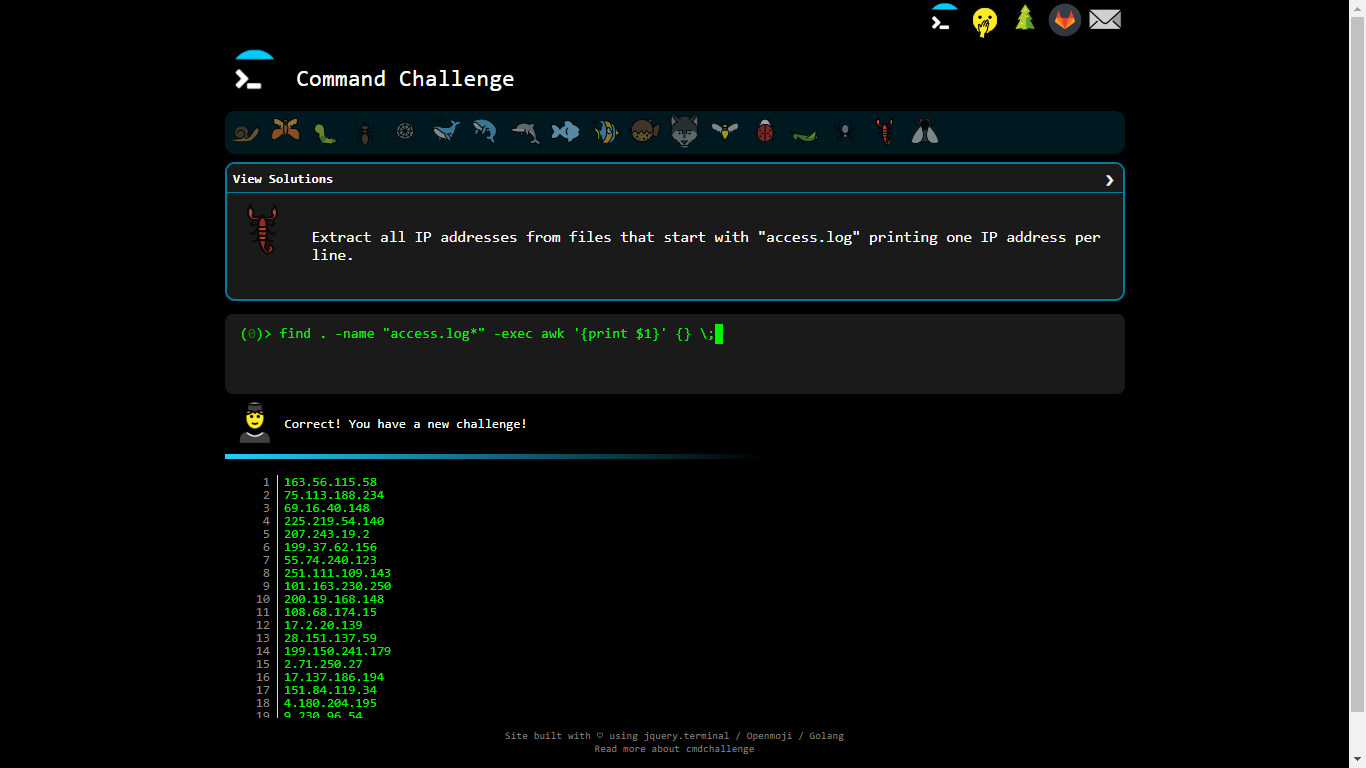 Command Challenge
View Solutions ❯
Extract all IP addresses from files that start with "access.log" printing one IP address per
line.
(0)> find . -name "access.log*" -exec awk '{print $1}' {} \;
Correct! You have a new challenge!
1 163.56.115.58
2 75.113.188.234
3 69.16.40.148
4 225.219.54.140
5 207.243.19.2
6 199.37.62.156
7 55.74.240.123
8 251.111.109.143
9 101.163.230.250
10 200.19.168.148
11 108.68.174.15
12 17.2.20.139
13 28.151.137.59
14 199.150.241.179
15 2.71.250.27
16 17.137.186.194
17 151.84.119.34
18 4.180.204.195
19 9.230.96.54
Site built with ♡ using jquery.terminal / Openmoji / Golang
Read more about cmdchallenge